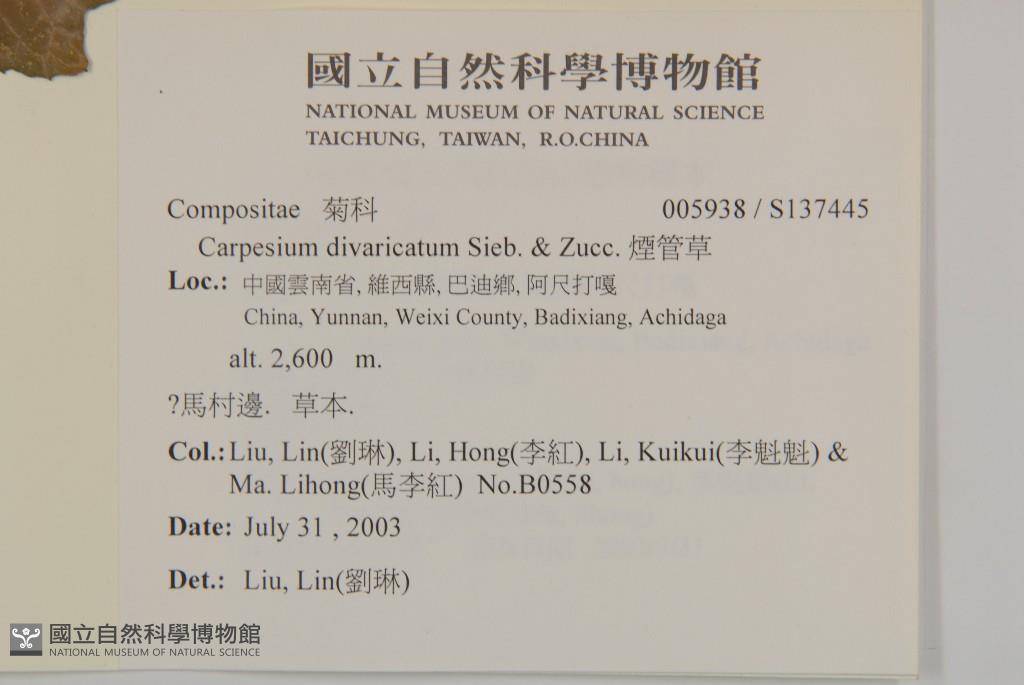 國立自然科學博物館
NATIONAL MUSEUM OF NATURAL SCIENCE
TAICHUNG, TAIWAN, R.O.CHINA
Compositae 菊科 005938 / S137445
Carpesium divaricatum Sieb. & Zucc. 煙管草
Loc.: 中國雲南省, 維西縣, 巴迪鄉, 阿尺打嘎
China, Yunnan, Weixi County, Badixiang, Achidaga
alt. 2,600 m.
?馬村邊. 草本.
Col.: Liu, Lin(劉琳), Li, Hong(李紅), Li, Kuikui(李魁魁) &
Ma. Lihong(馬李紅) No.B0558
Date: July 31 , 2003
Det.: Liu, Lin(劉琳)
國立自然科學博物館
NATIONAL MUSEUM OF NATURAL SCIENCE